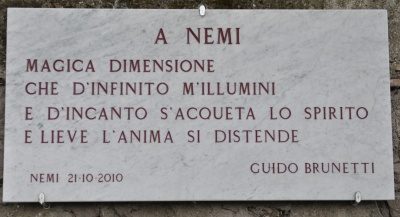 A NEMI
MAGICA DIMENSIONE
CHE D'INFINITO M'ILLUMINI
E D'INCANTO S'ACQUETA LO SPIRITO
E LIEVE L'ANIMA SI DISTENDE
GUIDO BRUNETTI
NEMI 21·10·2010